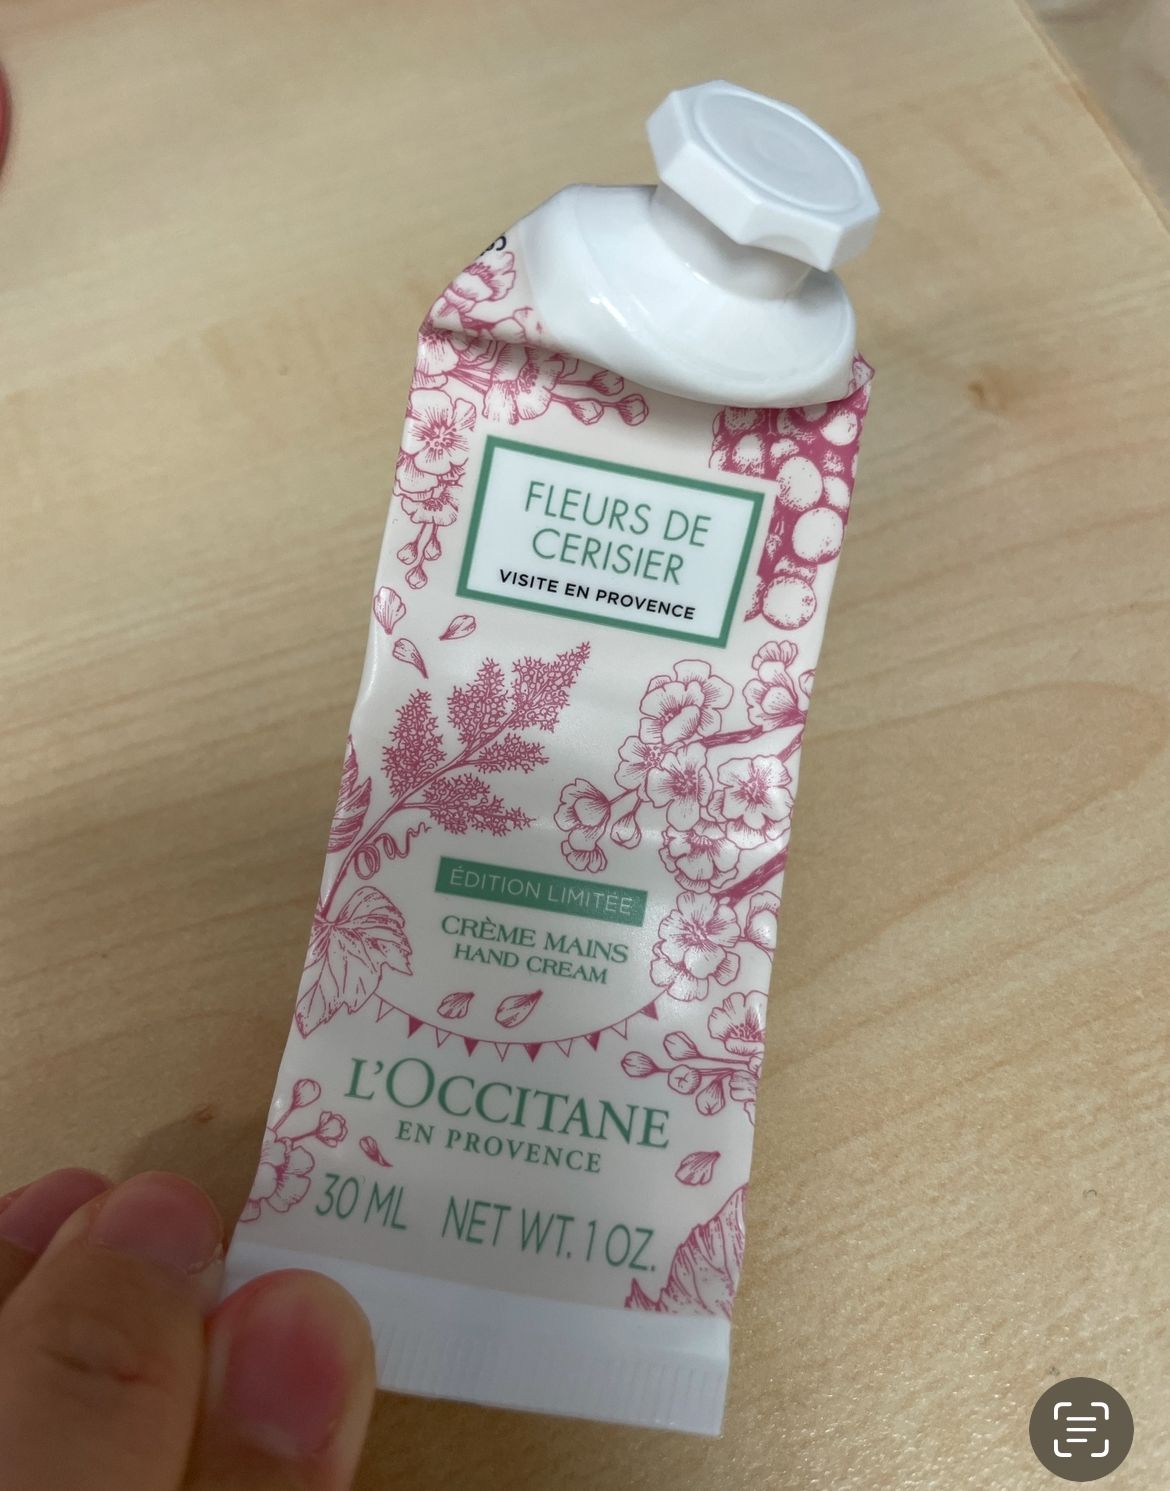 FLEURS DE
CERISIER
VISITE EN PROVENCE
ÉDITION LIMITÉE
CRÈME MAINS
HAND CREAM
L'OCCITANE
EN PROVENCE
30 ML NET WT. 1 OZ.